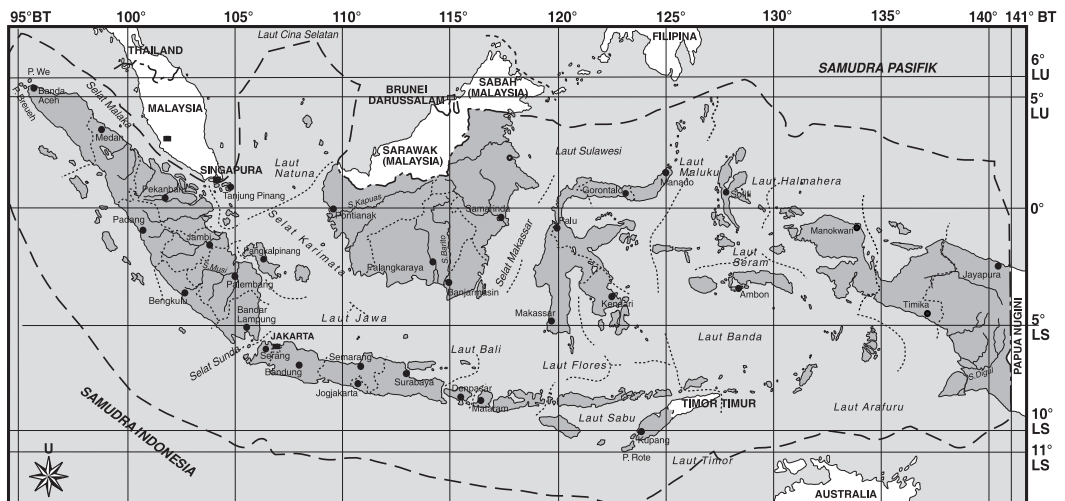 95°BT
100°
105°
110°
115°
120°
125°
130°
135°
140°
141° BT
THAILAND
Laut Cina Selatan
FILIPINA
SAMUDRA PASIFIK
6°
LU
5°
LU
P. We
Banda
Aceh
P. Breueh
Selat Malaka
MALAYSIA
BRUNEI
DARUSSALAM
SABAH
(MALAYSIA)
Medan
SARAWAK
(MALAYSIA)
Laut Sulawesi
Laut
Natuna
Laut
Maluku
Manado
Laut Halmahera
SINGAPURA
Tanjung Pinang
Pekanbaru
Gorontalo
Sofifi
S.Kapuas
Pontianak
Samarinda
0°
Padang
Selat Karimata
Palu
Manokwari
Jambi
Pangkalpinang
S.Barito
Selat Makassar
Laut
Seram
S.Musi
Palangkaraya
Jayapura
Palembang
Banjarmasin
Ambon
Bengkulu
Kendari
Timika
Bandar
Lampung
Laut Jawa
Makassar
5°
LS
Selat Sunda
JAKARTA
Laut Banda
PAPUA NUGINI
Serang
Semarang
Laut Bali
Bandung
Surabaya
Laut Flores
S.Digul
Jogjakarta
Denpasar
Mataram
TIMOR TIMUR
Laut Arafuru
SAMUDRA INDONESIA
Laut Sabu
10°
LS
Kupang
P. Rote
Laut Timor
11°
LS
U
AUSTRALIA